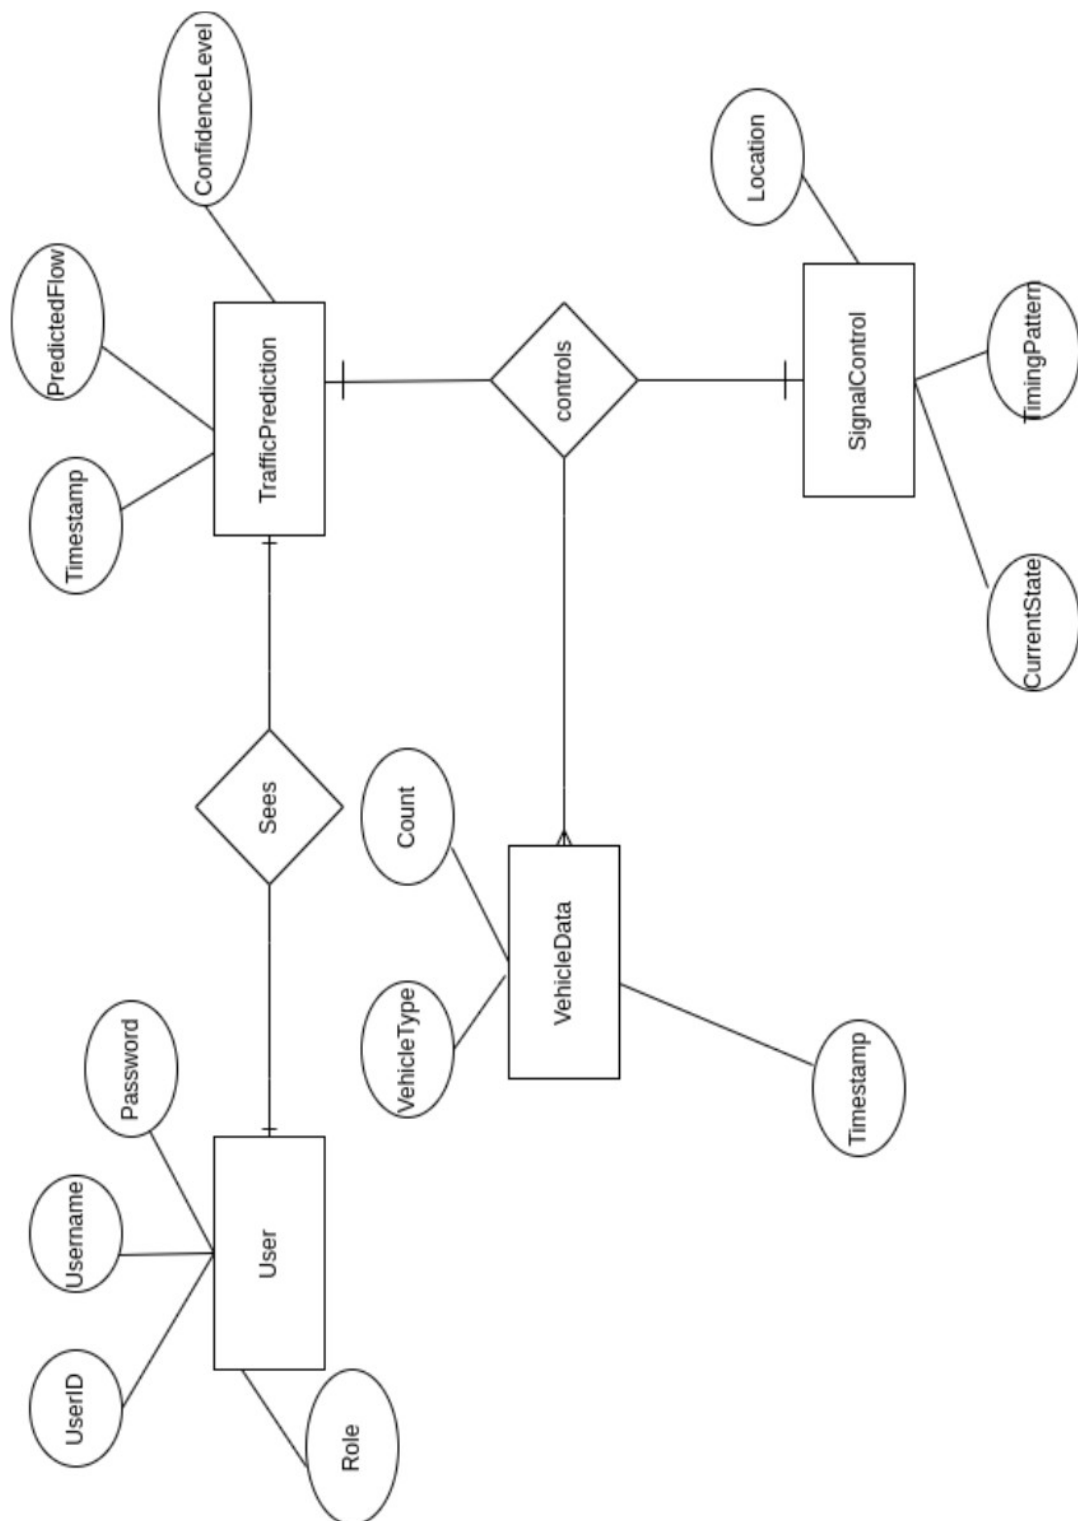 UserID
Username
Password
Timestamp
PredictedFlow
ConfidenceLevel
User
Sees
TrafficPrediction
Role
VehicleType
Count
VehicleData
controls
Timestamp
SignalControl
Location
CurrentState
TimingPattern